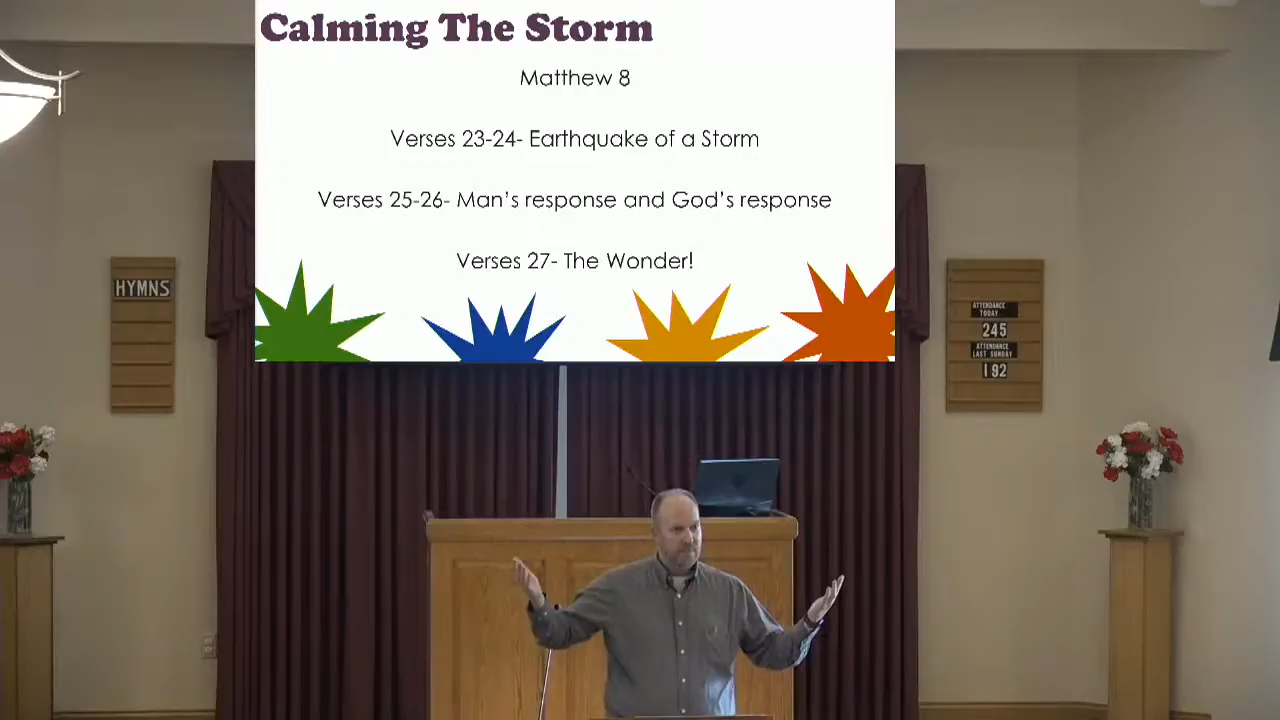 Calming The Storm
Matthew 8
Verses 23-24- Earthquake of a Storm
Verses 25-26- Man's response and God's response
Verses 27- The Wonder!
HYMNS
ATTENDANCE
TODAY
245
ATTENDANCE
LAST SUNDAY
192